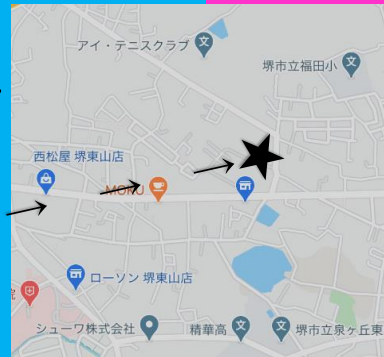 アイ・テニスクラブ
堺市立福田小
西松屋 堺東山店
MOKU
ローソン 堺東山店
院
シューワ株式会社
精華高
堺市立泉ヶ丘東